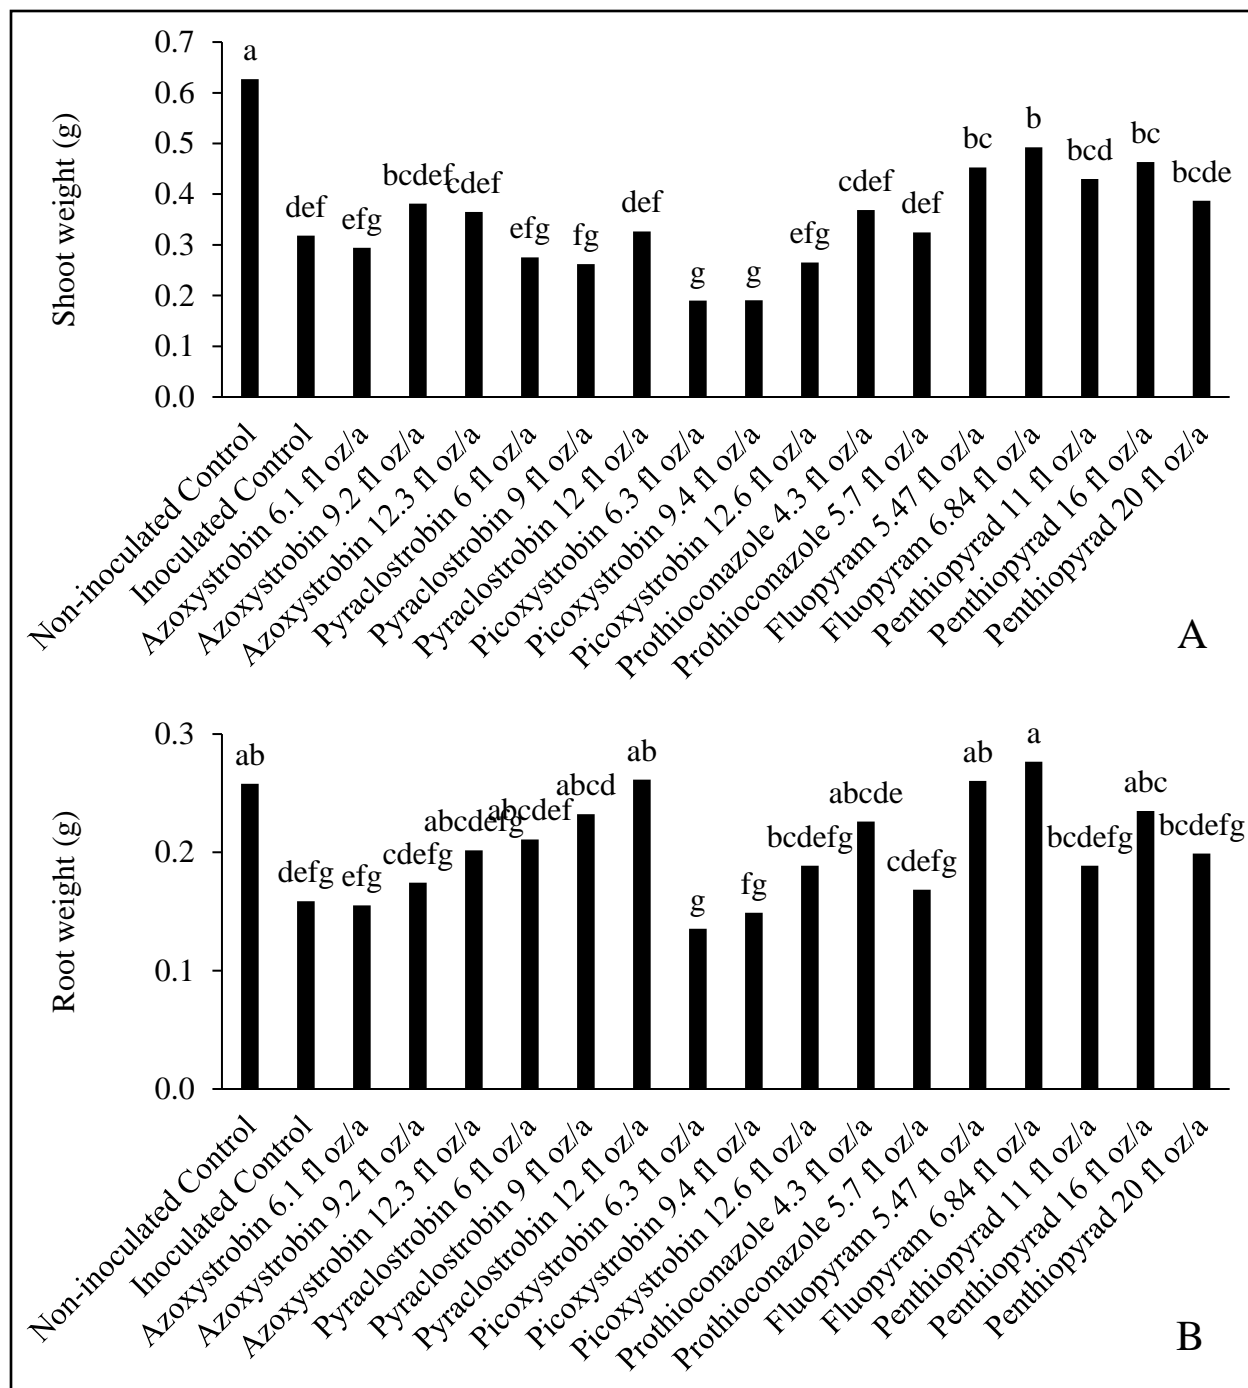 0.7
0.6
0.5
0.4
0.3
0.2
0.1
0.0
Shoot weight (g)
a
def
efg
bcdef
cdef
efg
fg
def
g
g
efg
cdef
def
bc
b
bcd
bc
bcde
Non-inoculated Control
Inoculated Control
Azoxystrobin 6.1 fl oz/a
Azoxystrobin 9.2 fl oz/a
Azoxystrobin 12.3 fl oz/a
Pyraclostrobin 6 fl oz/a
Pyraclostrobin 9 fl oz/a
Pyraclostrobin 12 fl oz/a
Picoxystrobin 6.3 fl oz/a
Picoxystrobin 9.4 fl oz/a
Picoxystrobin 12.6 fl oz/a
Prothioconazole 4.3 fl oz/a
Prothioconazole 5.7 fl oz/a
Fluopyram 5.47 fl oz/a
Fluopyram 6.84 fl oz/a
Penthiopyrad 11 fl oz/a
Penthiopyrad 16 fl oz/a
Penthiopyrad 20 fl oz/a
A
0.3
0.2
0.1
0.0
Root weight (g)
ab
defg
efg
cdefg
abcdefg
abcdef
abcd
ab
g
fg
bcdefg
abcde
cdefg
ab
a
bcdefg
abc
bcdefg
Non-inoculated Control
Inoculated Control
Azoxystrobin 6.1 fl oz/a
Azoxystrobin 9.2 fl oz/a
Azoxystrobin 12.3 fl oz/a
Pyraclostrobin 6 fl oz/a
Pyraclostrobin 9 fl oz/a
Pyraclostrobin 12 fl oz/a
Picoxystrobin 6.3 fl oz/a
Picoxystrobin 9.4 fl oz/a
Picoxystrobin 12.6 fl oz/a
Prothioconazole 4.3 fl oz/a
Prothioconazole 5.7 fl oz/a
Fluopyram 5.47 fl oz/a
Fluopyram 6.84 fl oz/a
Penthiopyrad 11 fl oz/a
Penthiopyrad 16 fl oz/a
Penthiopyrad 20 fl oz/a
B